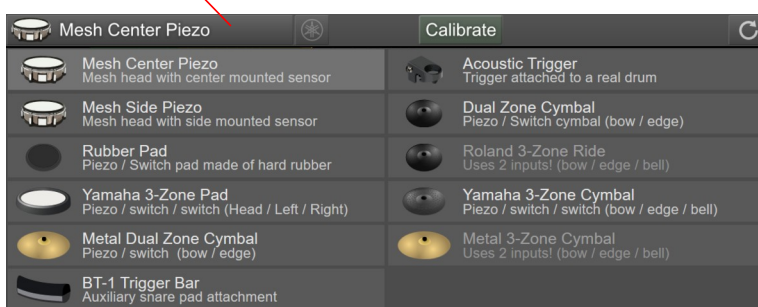 Mesh Center Piezo
Calibrate
Mesh Center Piezo
Mesh head with center mounted sensor
Acoustic Trigger
Trigger attached to a real drum
Mesh Side Piezo
Mesh head with side mounted sensor
Dual Zone Cymbal
Piezo / Switch cymbal (bow / edge)
Rubber Pad
Piezo / Switch pad made of hard rubber
Roland 3-Zone Ride
Uses 2 inputs! (bow / edge / bell)
Yamaha 3-Zone Pad
Piezo / switch / switch (Head / Left / Right)
Yamaha 3-Zone Cymbal
Piezo / switch / switch (bow / edge / bell)
Metal Dual Zone Cymbal
Piezo / switch (bow / edge)
Metal 3-Zone Cymbal
Uses 2 inputs! (bow / edge / bell)
BT-1 Trigger Bar
Auxiliary snare pad attachment